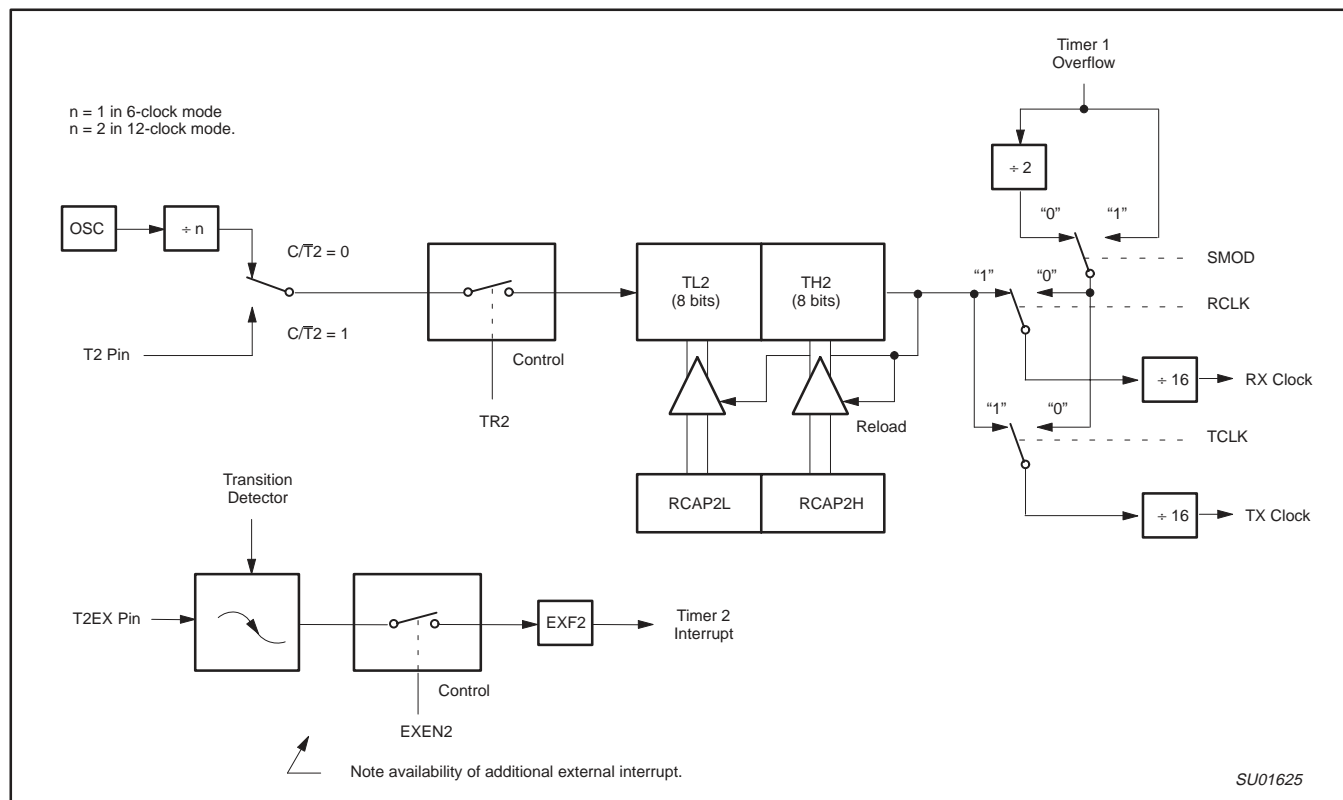 Timer 1
Overflow
n = 1 in 6-clock mode
n = 2 in 12-clock mode.
÷ 2
"0"
"1"
OSC
÷ n
C/T̅2 = 0
TL2
(8 bits)
TH2
(8 bits)
SMOD
"1"
"0"
RCLK
C/T̅2 = 1
T2 Pin
Control
÷ 16
RX Clock
TR2
Reload
"1"
"0"
TCLK
Transition
Detector
RCAP2L
RCAP2H
÷ 16
TX Clock
T2EX Pin
EXF2
Timer 2
Interrupt
Control
EXEN2
Note availability of additional external interrupt.
SU01625